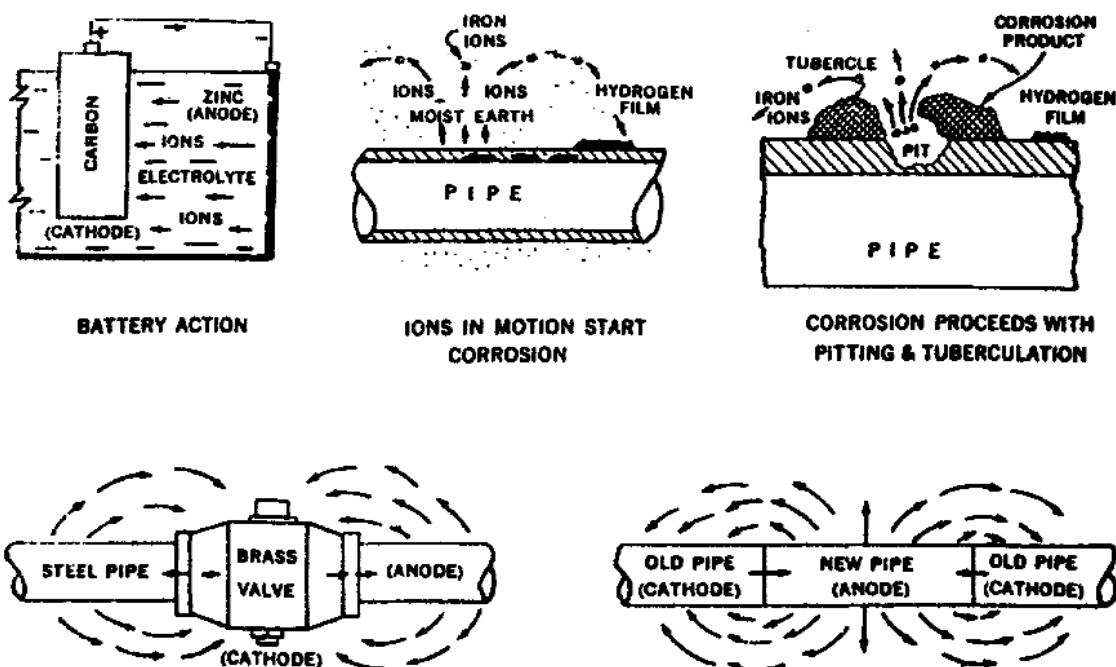 +
−
CARBON
ZINC
(ANODE)
IONS
ELECTROLYTE
IONS
(CATHODE)
BATTERY ACTION
IRON
IONS
IONS
IONS
MOIST EARTH
HYDROGEN
FILM
PIPE
IONS IN MOTION START
CORROSION
CORROSION
PRODUCT
TUBERCLE
IRON
IONS
HYDROGEN
FILM
PIT
PIPE
CORROSION PROCEEDS WITH
PITTING & TUBERCULATION
STEEL PIPE
BRASS
VALVE
(ANODE)
(CATHODE)
OLD PIPE
(CATHODE)
NEW PIPE
(ANODE)
OLD PIPE
(CATHODE)